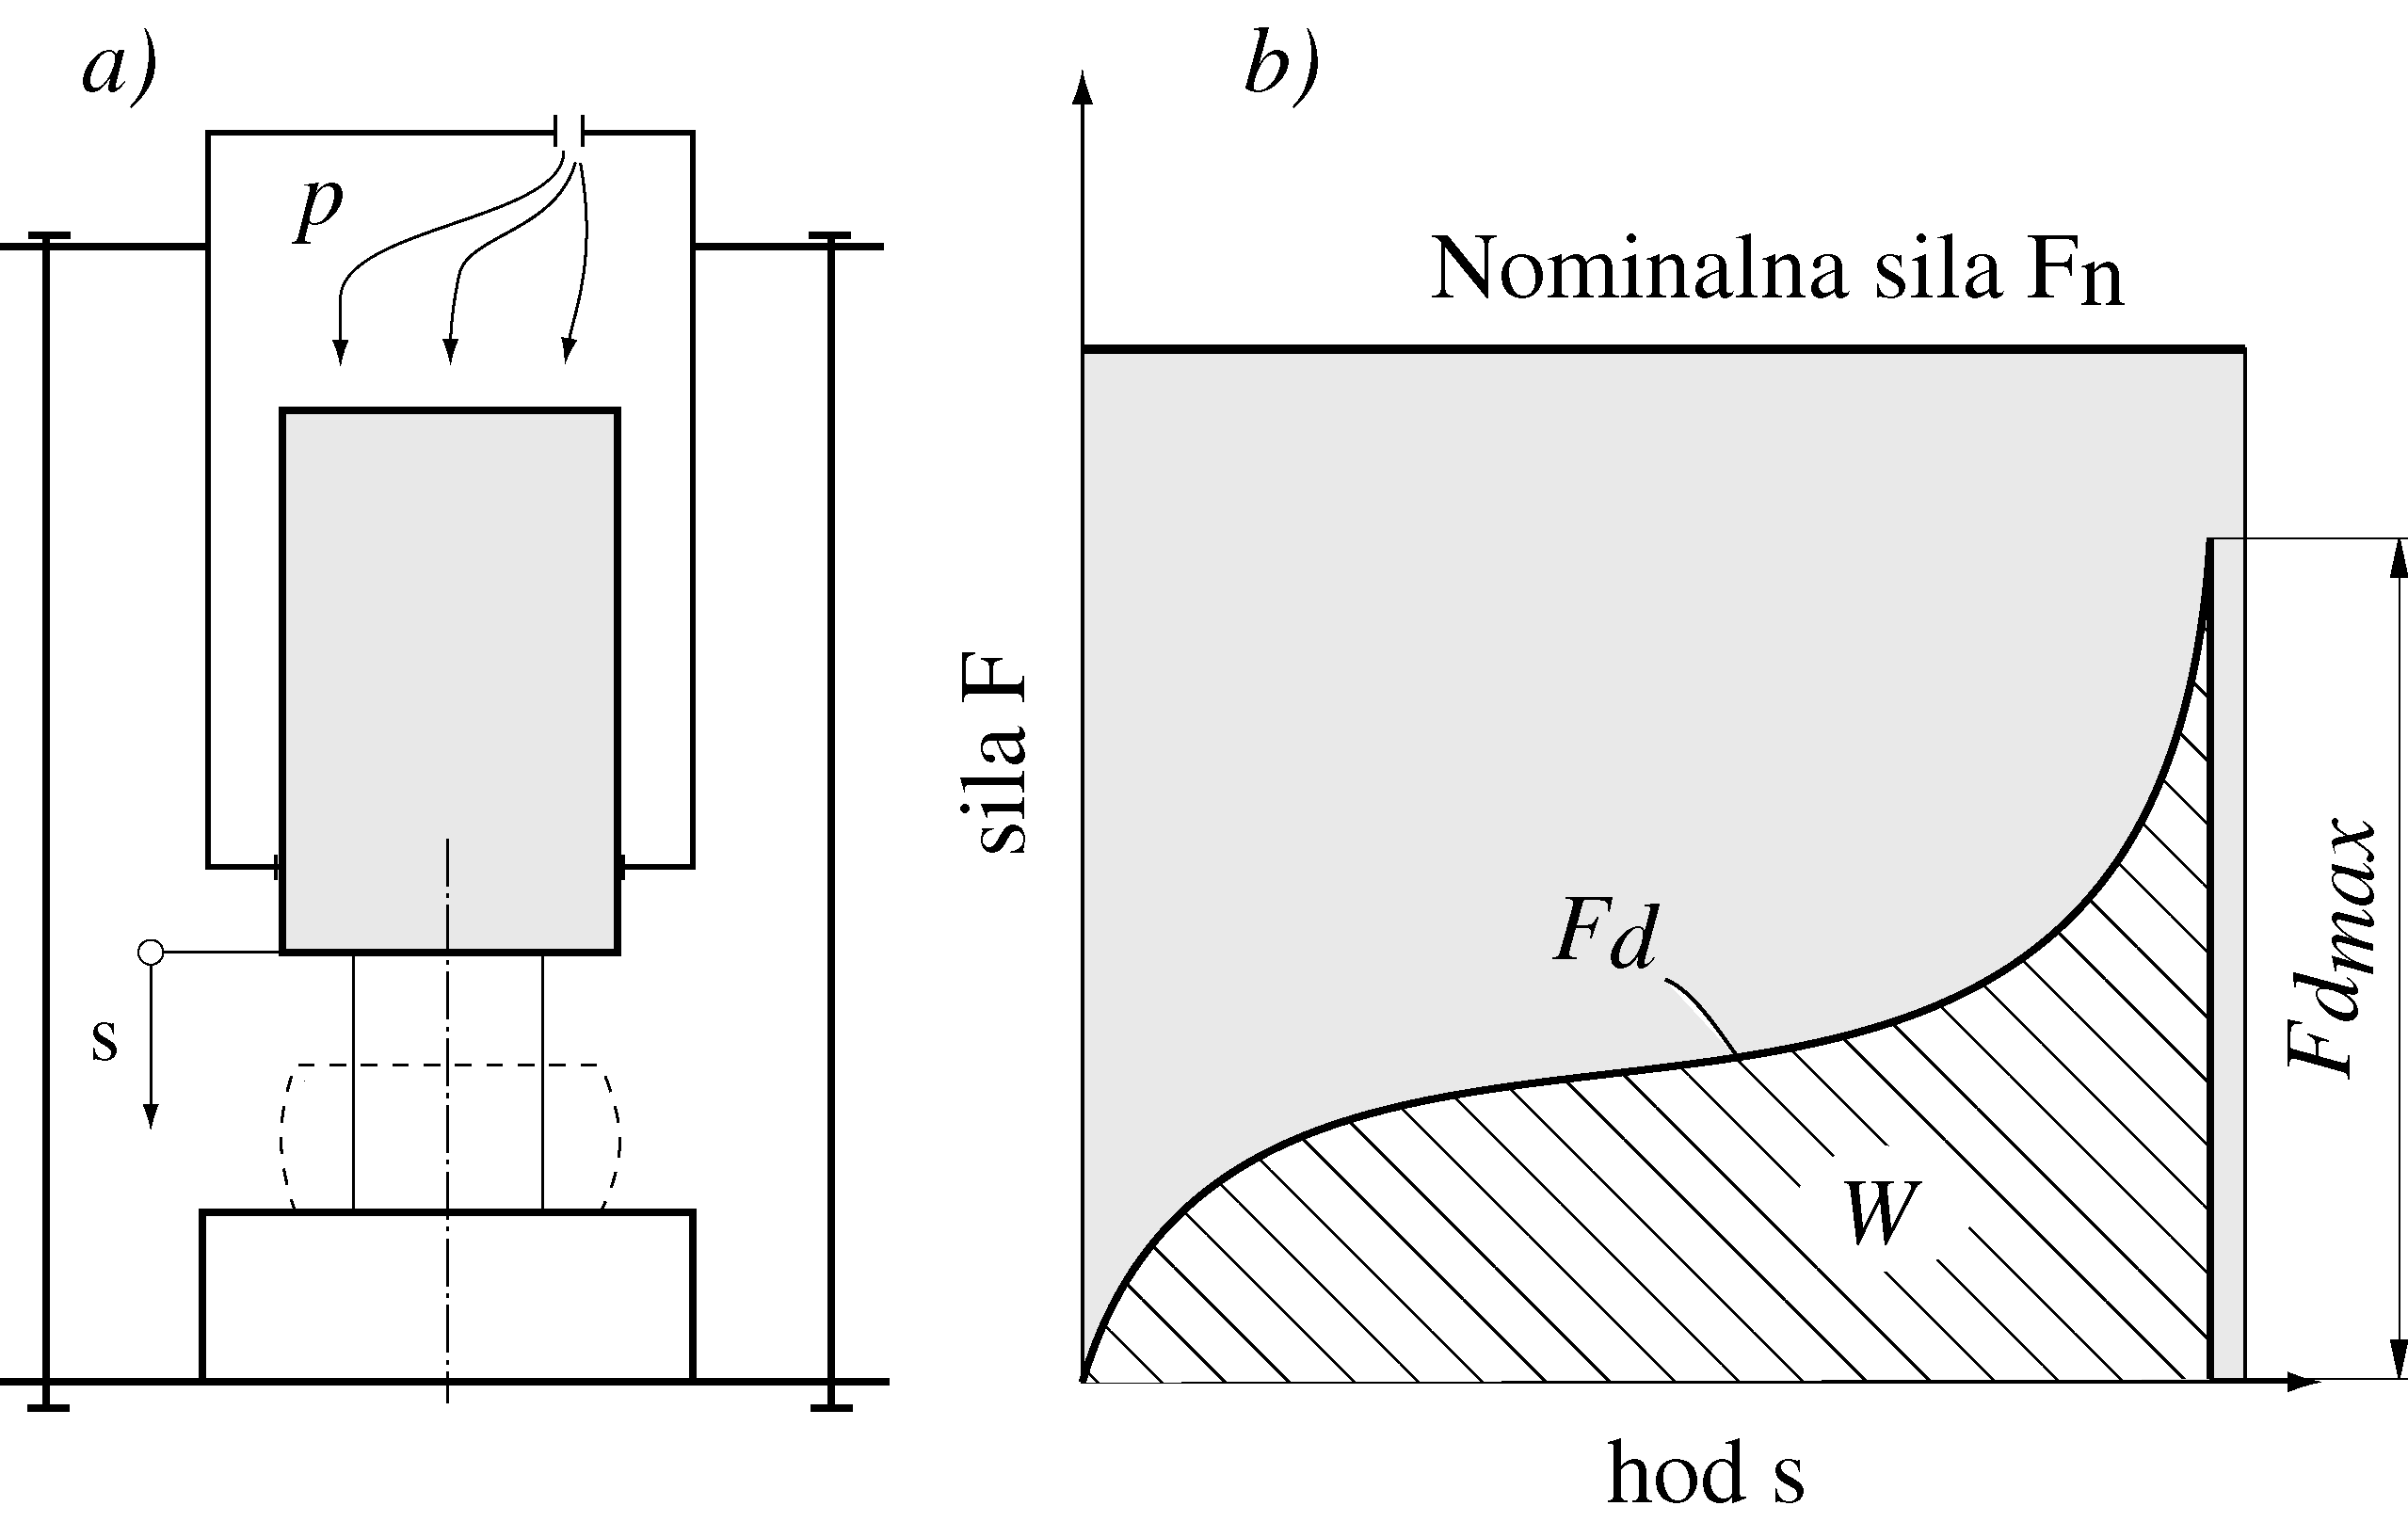 a)
p
s
b)
Nominalna sila Fn
sila F
Fd
W
Fdmax
hod s